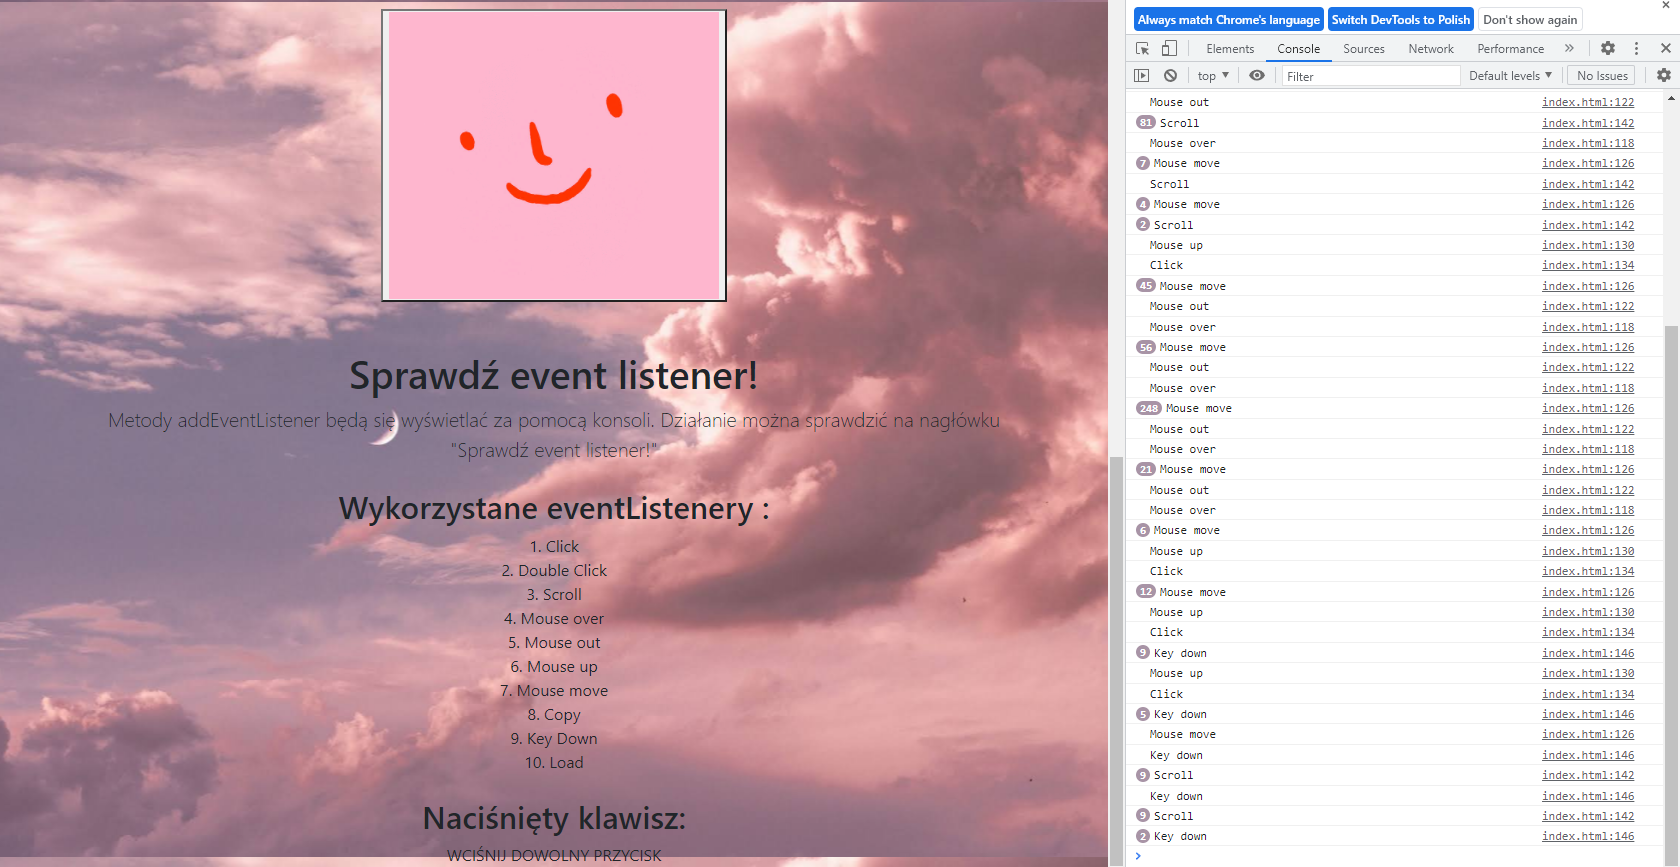 Sprawdź event listener!
Metody addEventListener będą się wyświetlać za pomocą konsoli. Działanie można sprawdzić na nagłówku
"Sprawdź event listener!"
Wykorzystane eventListenery :
1. Click
2. Double Click
3. Scroll
4. Mouse over
5. Mouse out
6. Mouse up
7. Mouse move
8. Copy
9. Key Down
10. Load
Naciśnięty klawisz:
WCIŚNIJ DOWOLNY PRZYCISK
Always match Chrome's language Switch DevTools to Polish Don't show again
Elements Console Sources Network Performance
top Filter Default levels No Issues
Mouse out index.html:122
81 Scroll index.html:142
Mouse over index.html:118
7 Mouse move index.html:126
Scroll index.html:142
4 Mouse move index.html:126
2 Scroll index.html:142
Mouse up index.html:130
Click index.html:134
45 Mouse move index.html:126
Mouse out index.html:122
Mouse over index.html:118
56 Mouse move index.html:126
Mouse out index.html:122
Mouse over index.html:118
248 Mouse move index.html:126
Mouse out index.html:122
Mouse over index.html:118
21 Mouse move index.html:126
Mouse out index.html:122
Mouse over index.html:118
6 Mouse move index.html:126
Mouse up index.html:130
Click index.html:134
12 Mouse move index.html:126
Mouse up index.html:130
Click index.html:134
9 Key down index.html:146
Mouse up index.html:130
Click index.html:134
5 Key down index.html:146
Mouse move index.html:126
Key down index.html:146
9 Scroll index.html:142
Key down index.html:146
9 Scroll index.html:142
2 Key down index.html:146